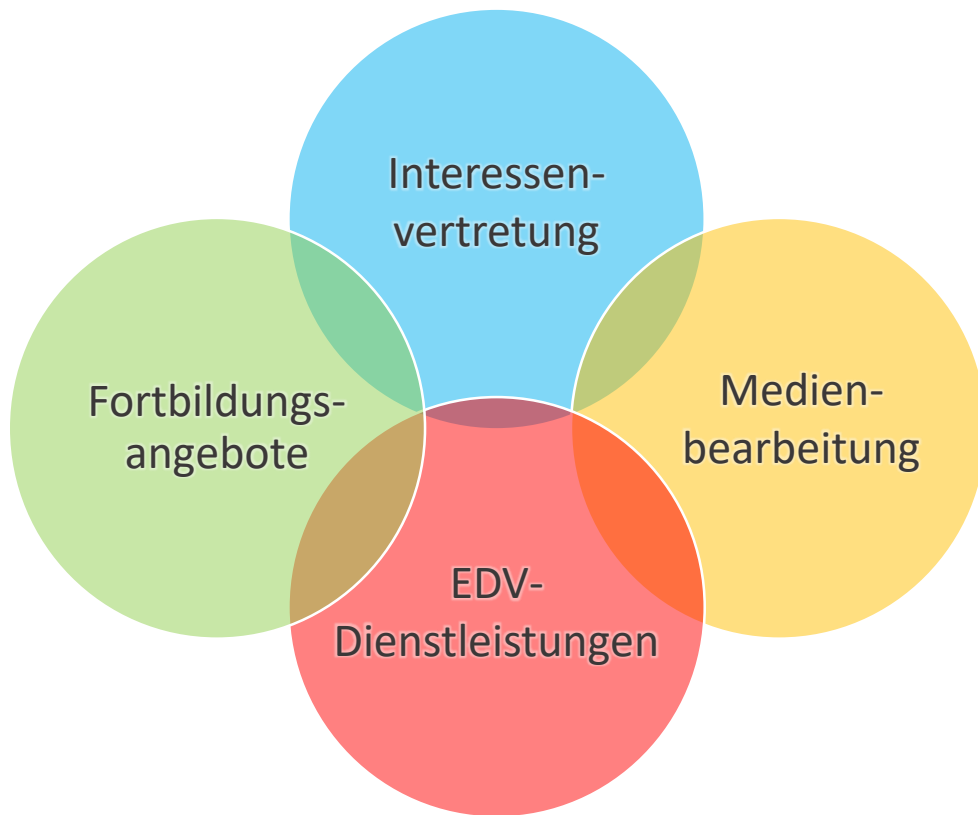 Interessen-
vertretung
Fortbildungs-
angebote
Medien-
bearbeitung
EDV-
Dienstleistungen